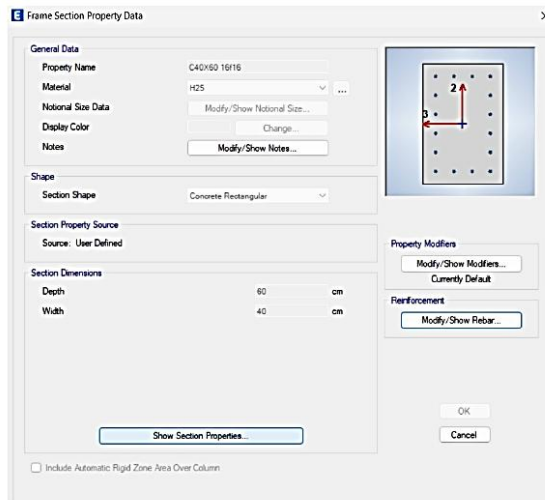 Frame Section Property Data
General Data
Property Name C40X60 16f16
Material H25 ...
Notional Size Data Modify/Show Notional Size...
Display Color Change...
Notes Modify/Show Notes...
Shape
Section Shape Concrete Rectangular
Section Property Source
Source: User Defined
Section Dimensions
Depth 60 cm
Width 40 cm
Show Section Properties...
Include Automatic Rigid Zone Area Over Column
2
3
Property Modifiers
Modify/Show Modifiers...
Currently Default
Reinforcement
Modify/Show Rebar...
OK
Cancel